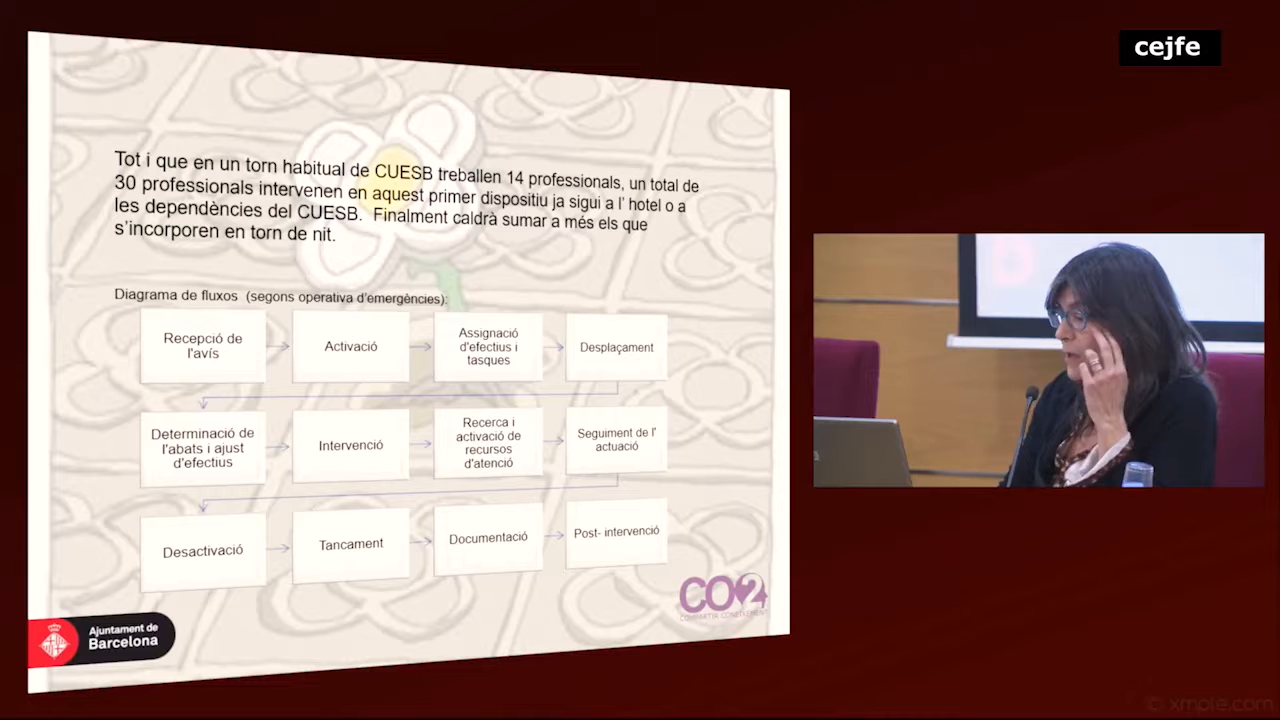 cejfe
Tot i que en un torn habitual de CUESB treballen 14 professionals, un total de
30 professionals intervenen en aquest primer dispositiu ja sigui a l' hotel o a
les dependències del CUESB. Finalment caldrà sumar a més els que
s'incorporen en torn de nit.
Diagrama de fluxos (segons operativa d'emergències):
Recepció de
l'avís
Activació
Assignació
d'efectius i
tasques
Desplaçament
Determinació de
l'abats i ajust
d'efectius
Intervenció
Recerca i
activació de
recursos
d'atenció
Seguiment de l'
actuació
Desactivació
Tancament
Documentació
Post- intervenció
CO2
COMPARTIR CONEIXEMENT
Ajuntament de
Barcelona
© xmple.com